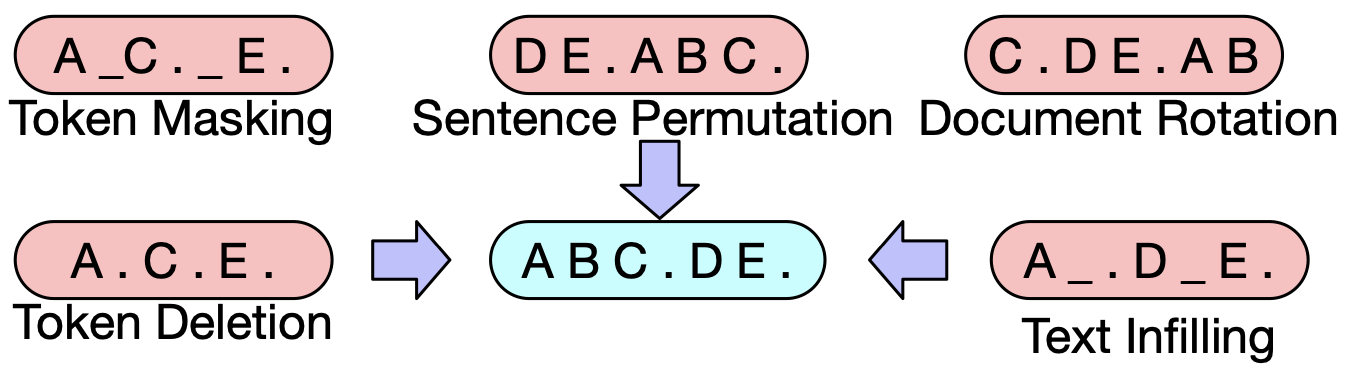 A _C . _ E .
Token Masking
D E . A B C .
Sentence Permutation
C . D E . A B
Document Rotation
A . C . E .
Token Deletion
A B C . D E .
A _ . D _ E .
Text Infilling